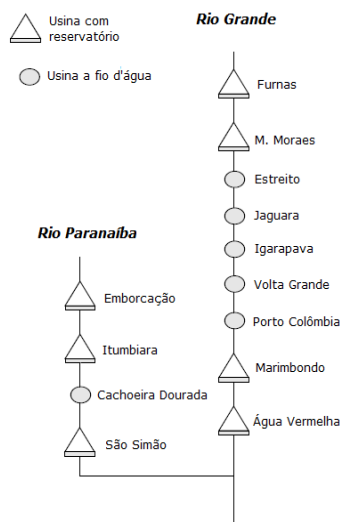 Usina com
reservatório
Usina a fio d'água
Rio Grande
Furnas
M. Moraes
Estreito
Jaguara
Igarapava
Volta Grande
Porto Colômbia
Marimbondo
Água Vermelha
Rio Paranaíba
Emborcação
Itumbiara
Cachoeira Dourada
São Simão